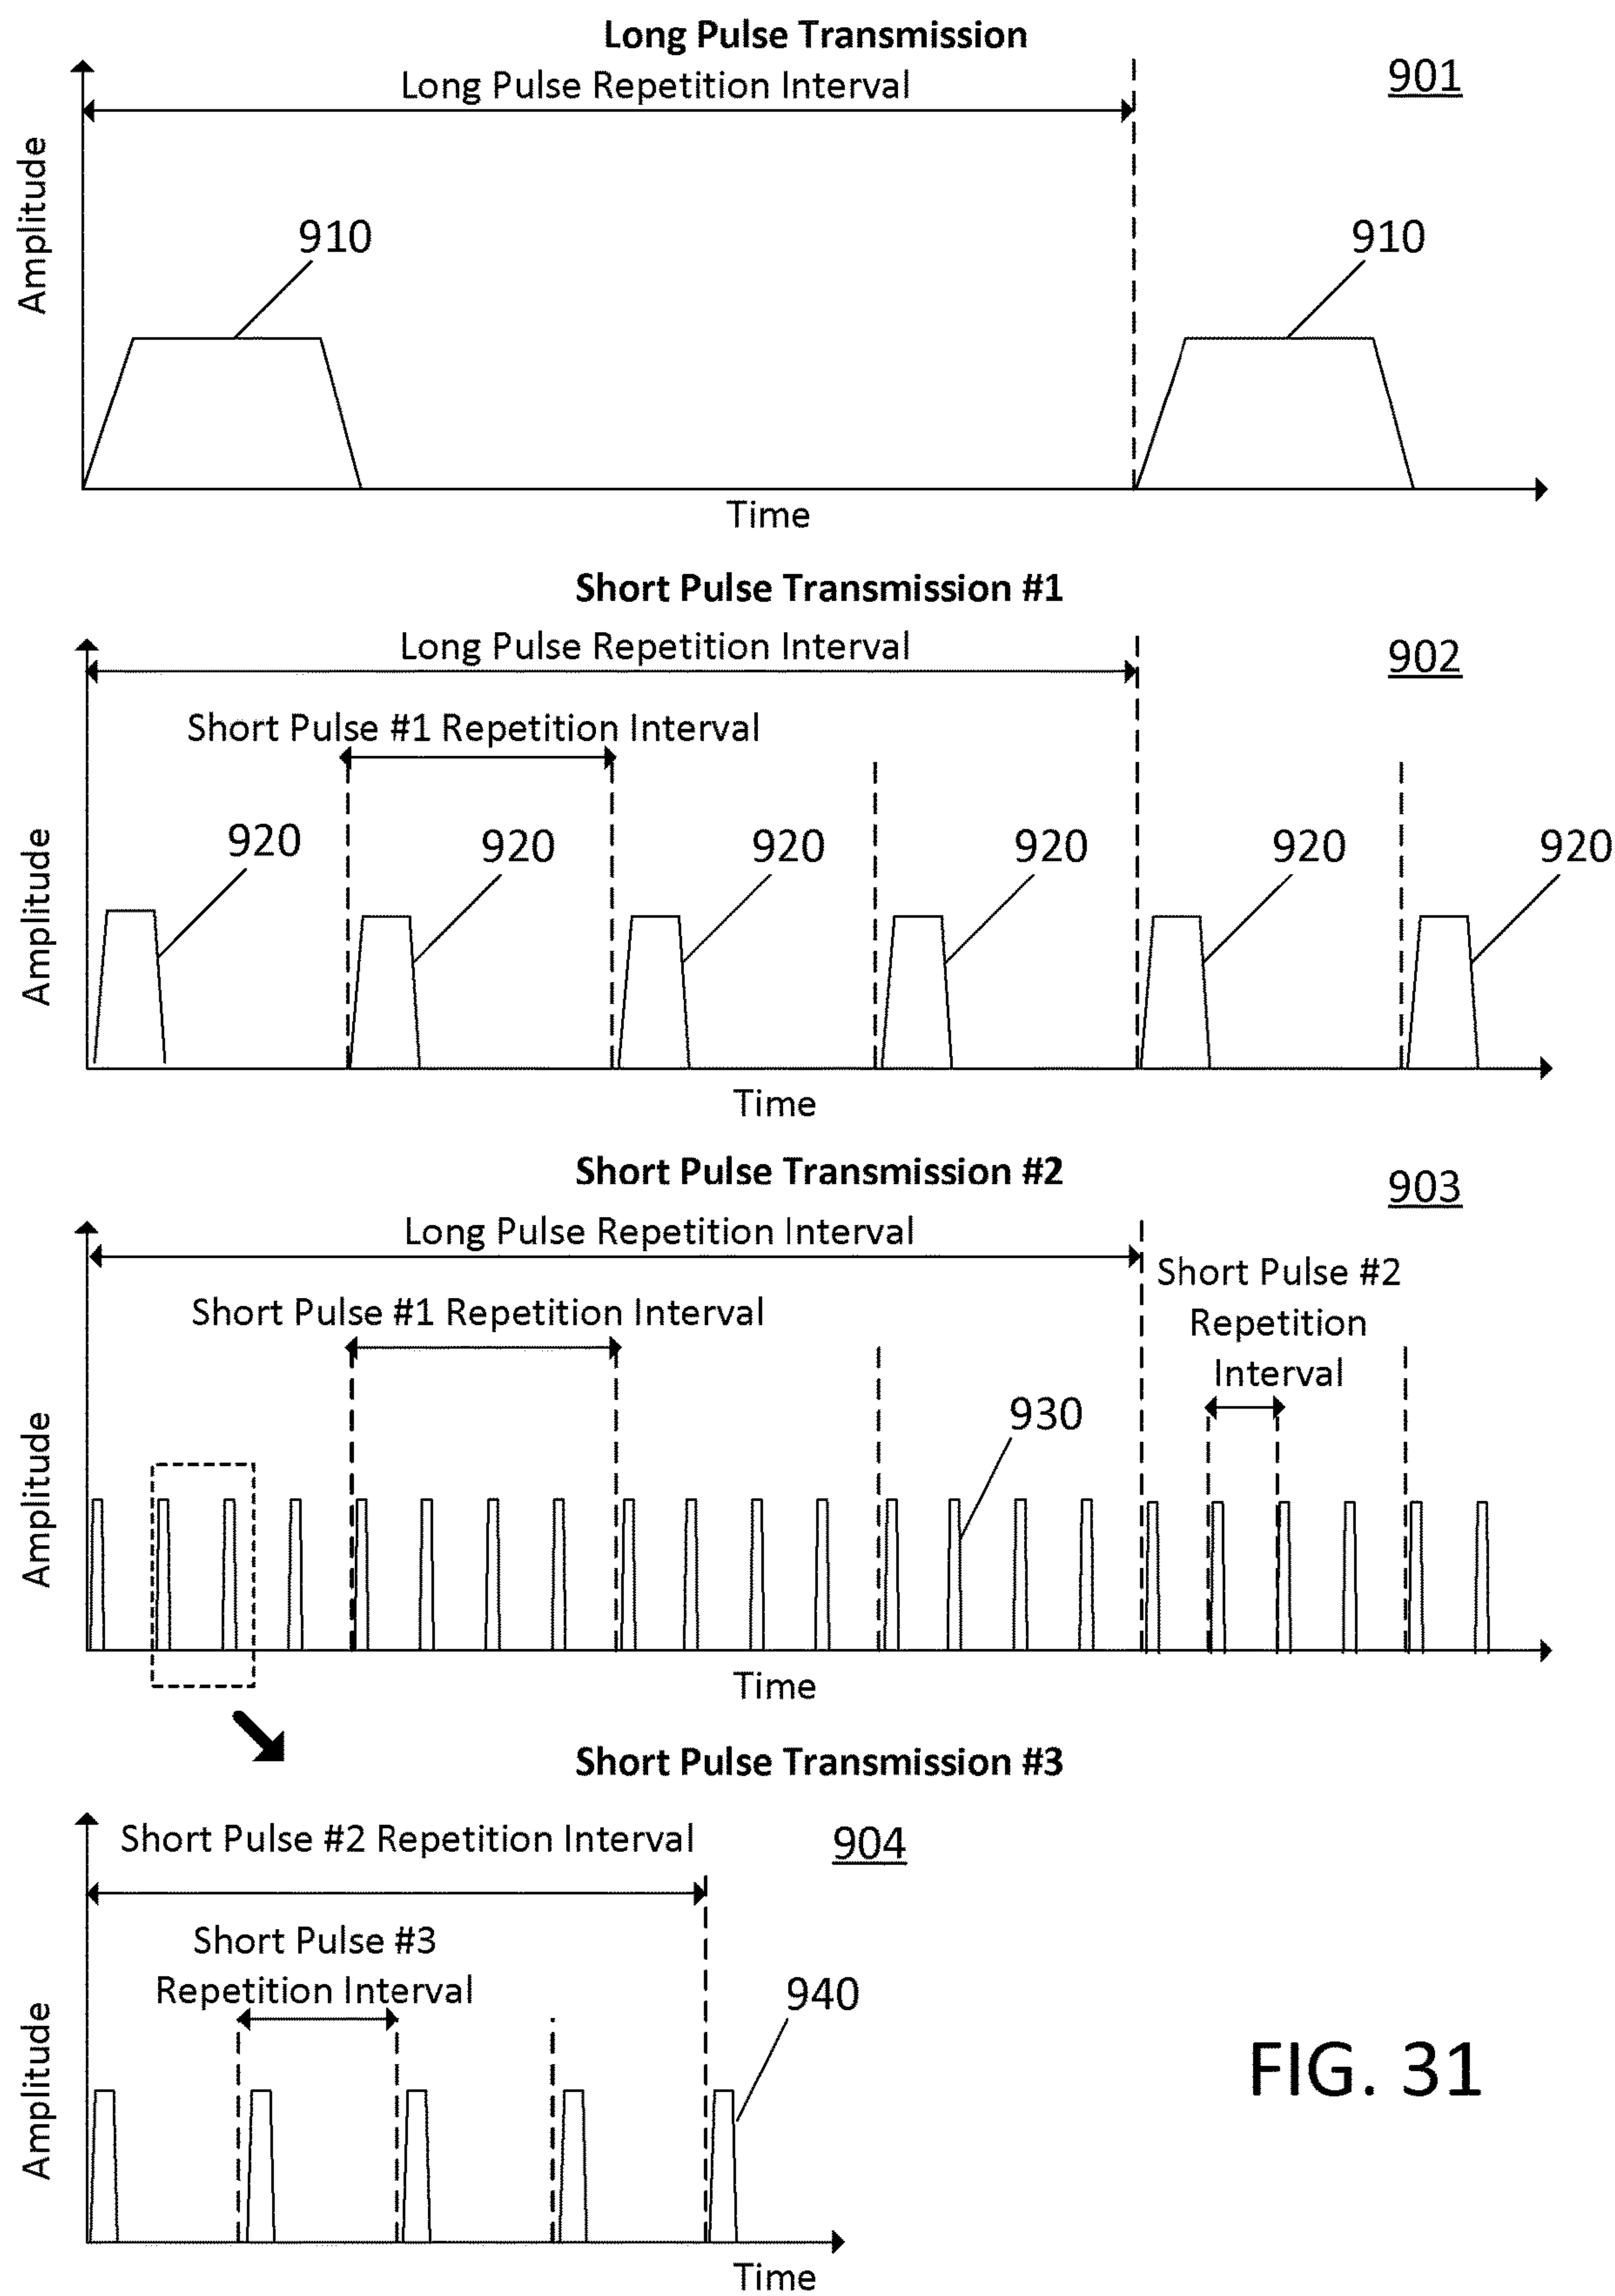 Long Pulse Transmission
Long Pulse Repetition Interval
901
Amplitude
910
910
Time
Short Pulse Transmission #1
Long Pulse Repetition Interval
902
Short Pulse #1 Repetition Interval
Amplitude
920
920
920
920
920
920
Time
Short Pulse Transmission #2
903
Long Pulse Repetition Interval
Short Pulse #2
Repetition
Interval
Short Pulse #1 Repetition Interval
930
Amplitude
Time
Short Pulse Transmission #3
Short Pulse #2 Repetition Interval
904
Short Pulse #3
Repetition Interval
940
Amplitude
Time
FIG. 31